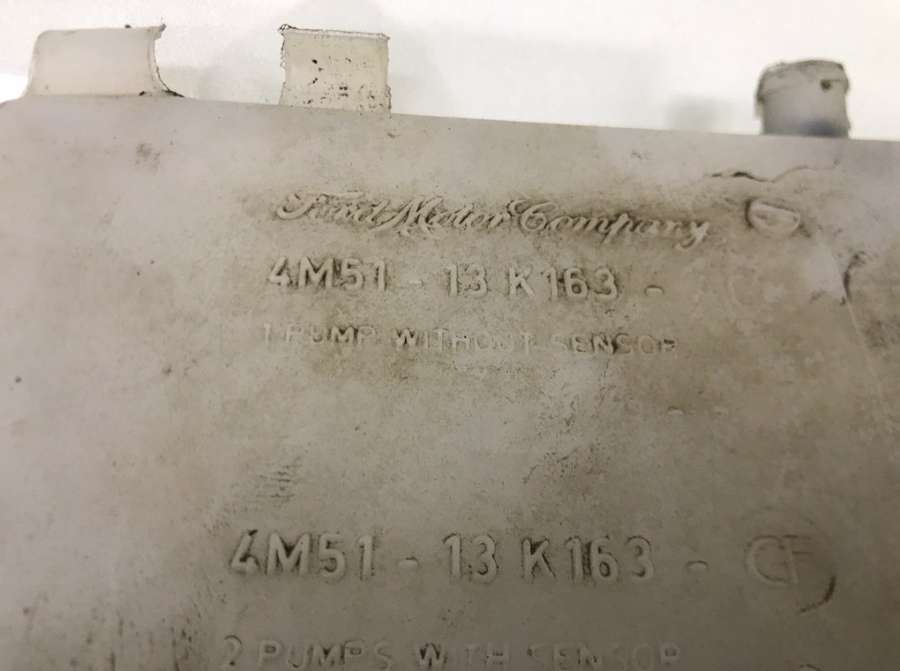 Ford Motor Company
4M51 - 13 K163 -
1 PUMP WITHOUT SENSOR
4M51 - 13 K163 - CF
2 PUMPS WITH SENSOR